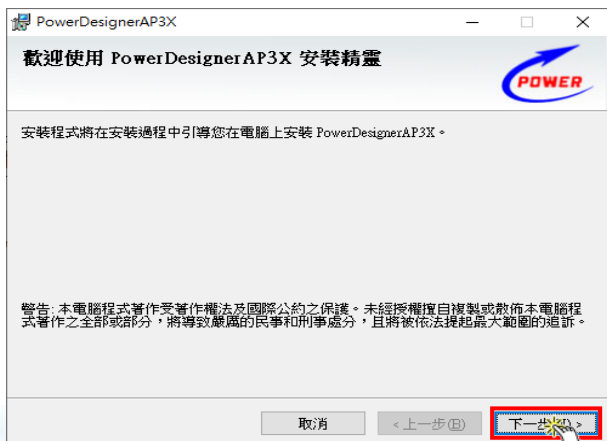 PowerDesignerAP3X
歡迎使用 PowerDesignerAP3X 安裝精靈
POWER
安裝程式將在安裝過程中引導您在電腦上安裝 PowerDesignerAP3X。
警告: 本電腦程式著作受著作權法及國際公約之保護。未經授權擅自複製或散佈本電腦程
式著作之全部或部分，將導致嚴厲的民事和刑事處分，且將被依法提起最大範圍的追訴。
取消
<上一步(B)
下一步 >